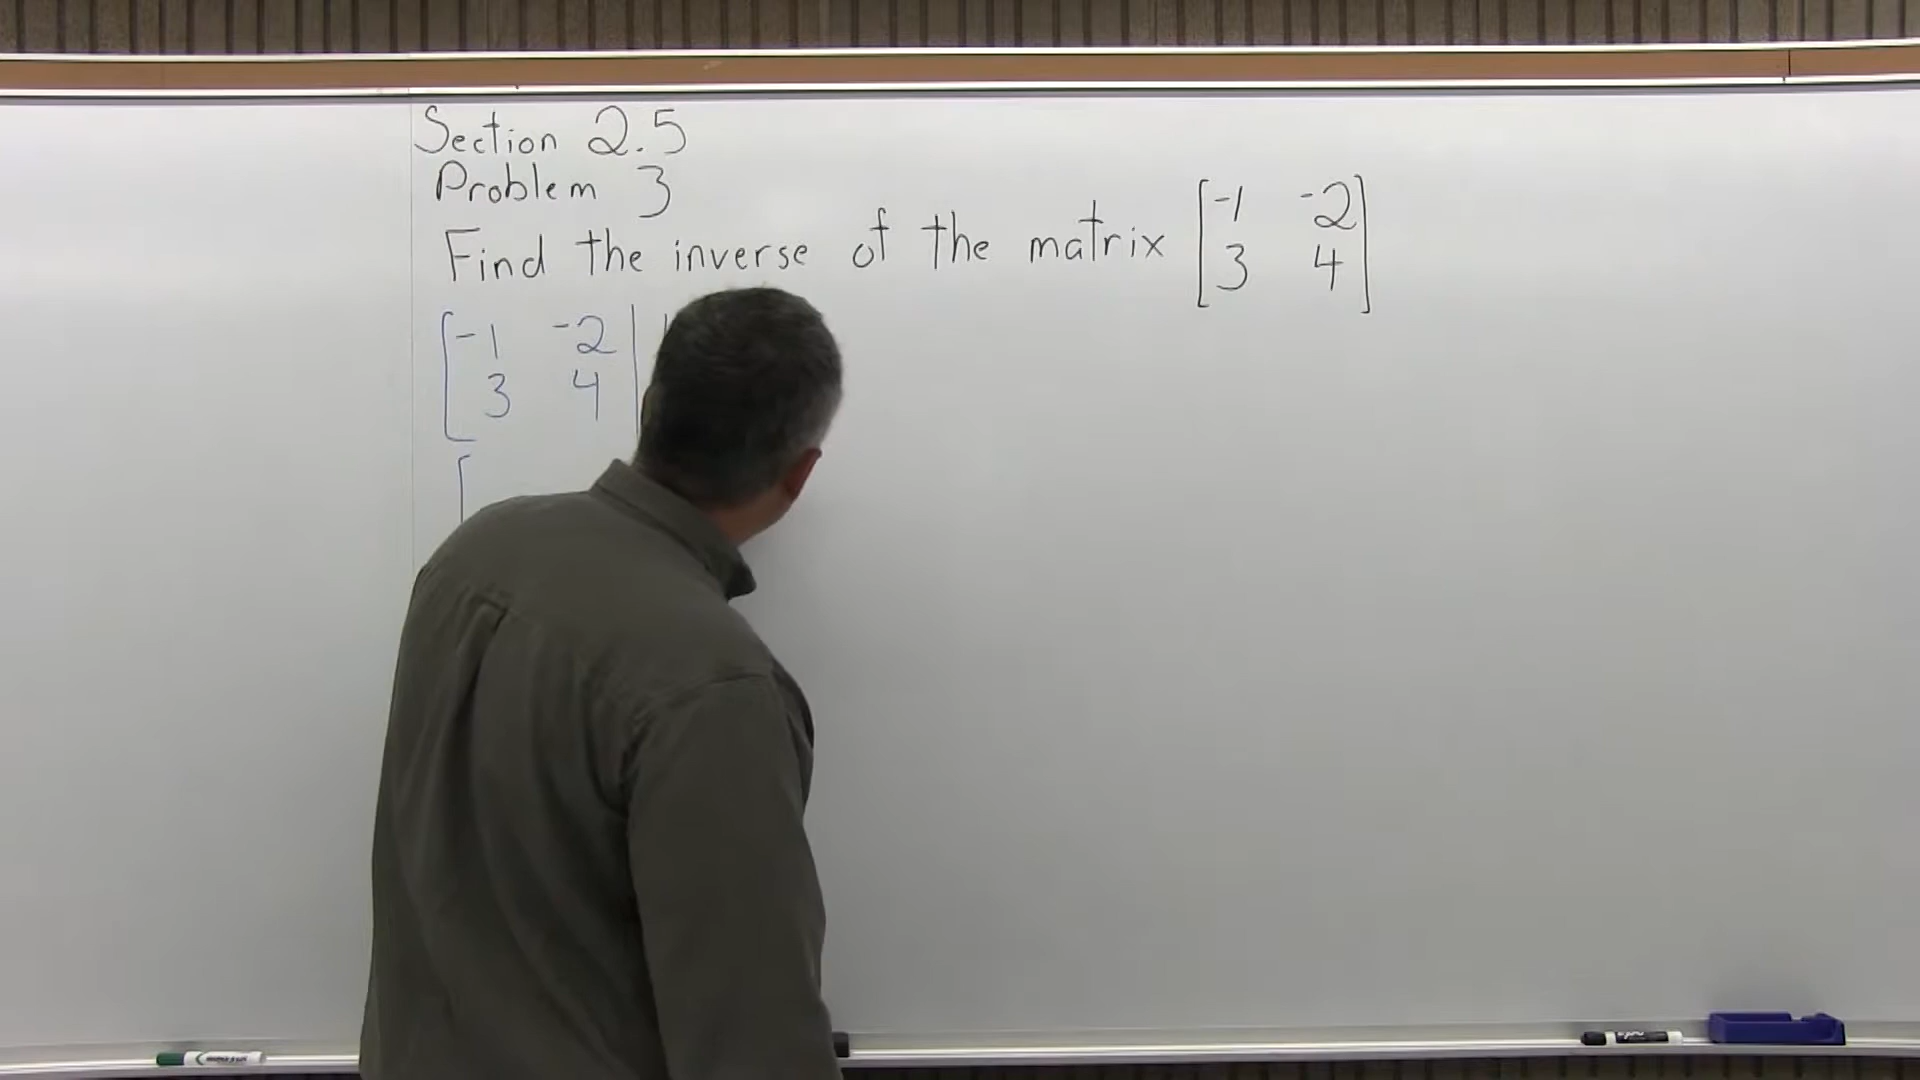 Section 2.5
Problem 3
Find the inverse of the matrix [-1 -2
3 4]
[-1 -2 |
3 4 |
[